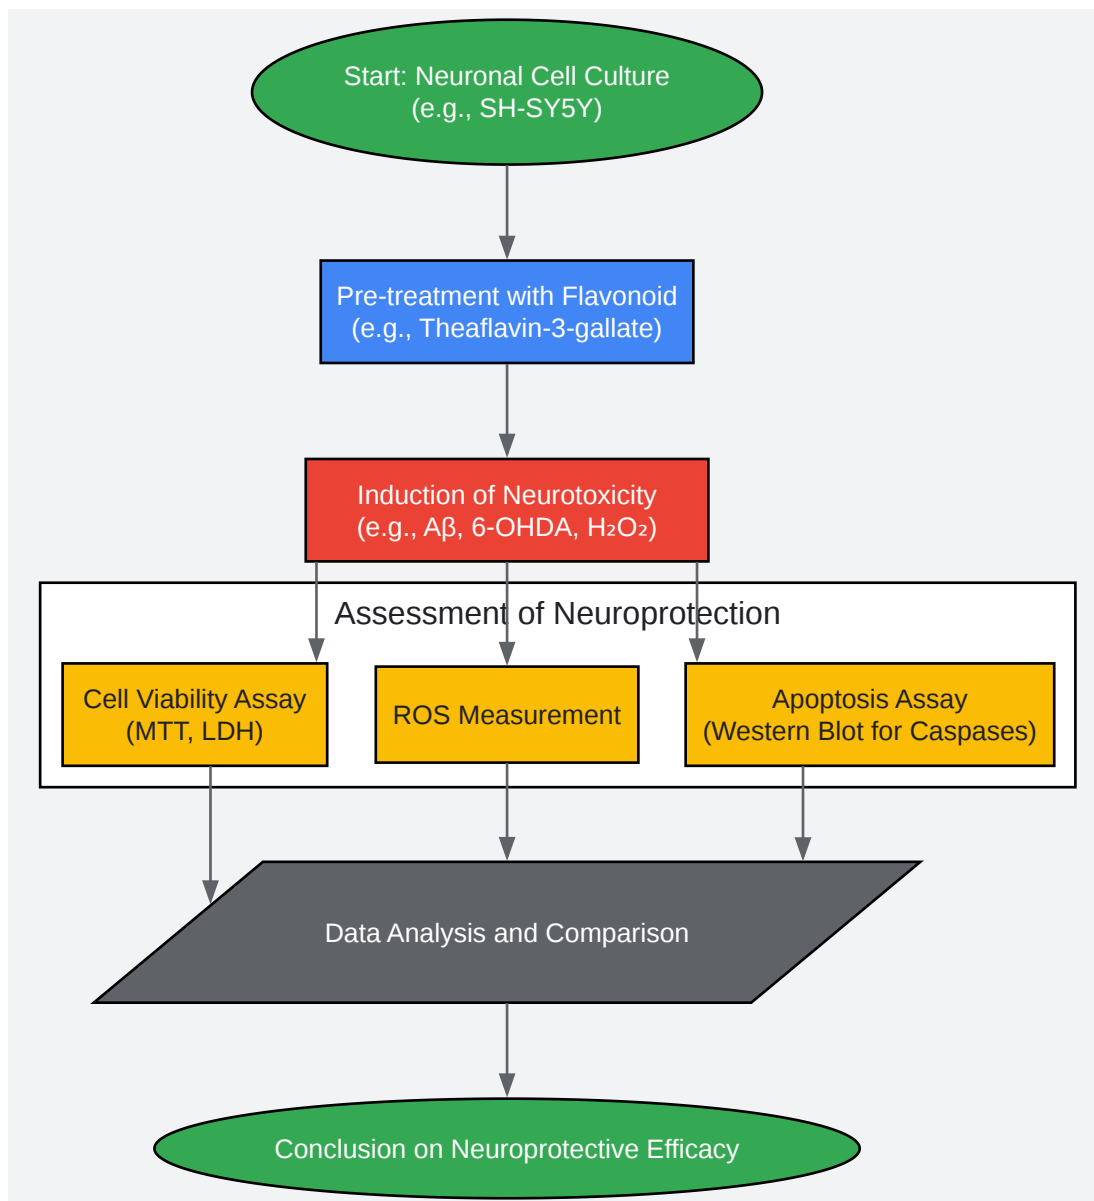 Start: Neuronal Cell Culture
(e.g., SH-SY5Y)
Pre-treatment with Flavonoid
(e.g., Theaflavin-3-gallate)
Induction of Neurotoxicity
(e.g., Aβ, 6-OHDA, H₂O₂)
Assessment of Neuroprotection
Cell Viability Assay
(MTT, LDH)
ROS Measurement
Apoptosis Assay
(Western Blot for Caspases)
Data Analysis and Comparison
Conclusion on Neuroprotective Efficacy